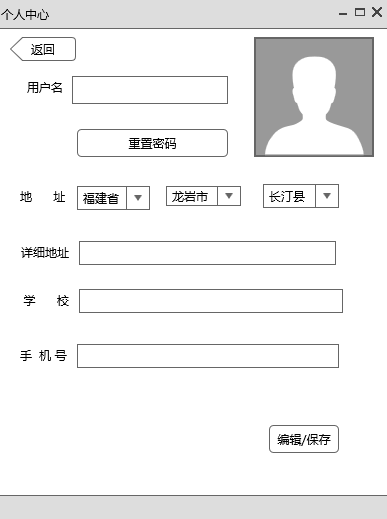 个人中心
返回
用户名
重置密码
地 址 福建省 龙岩市 长汀县
详细地址
学 校
手 机 号
编辑/保存